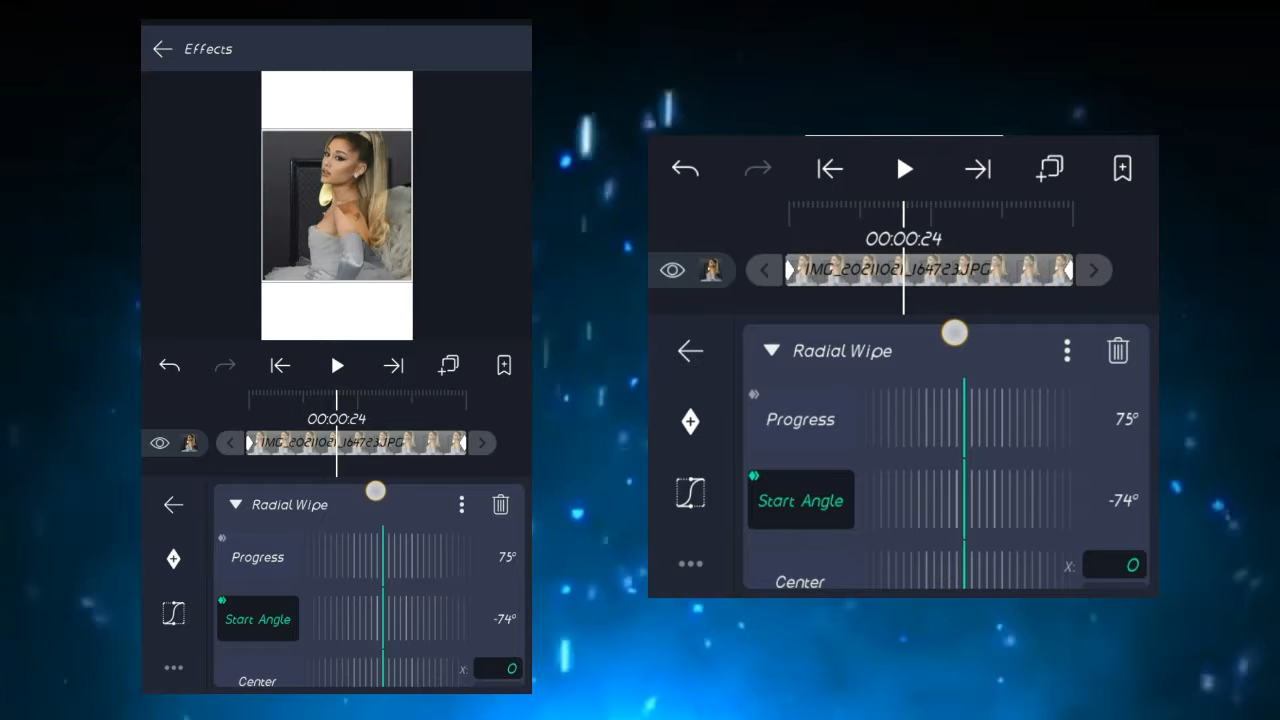 Effects
00:00:24
IMG_20211021_164723.JPG
Radial Wipe
Progress
75°
Start Angle
-74°
Center
X:
0
00:00:24
IMG_20211021_164723.JPG
Radial Wipe
Progress
75°
Start Angle
-74°
Center
X:
0